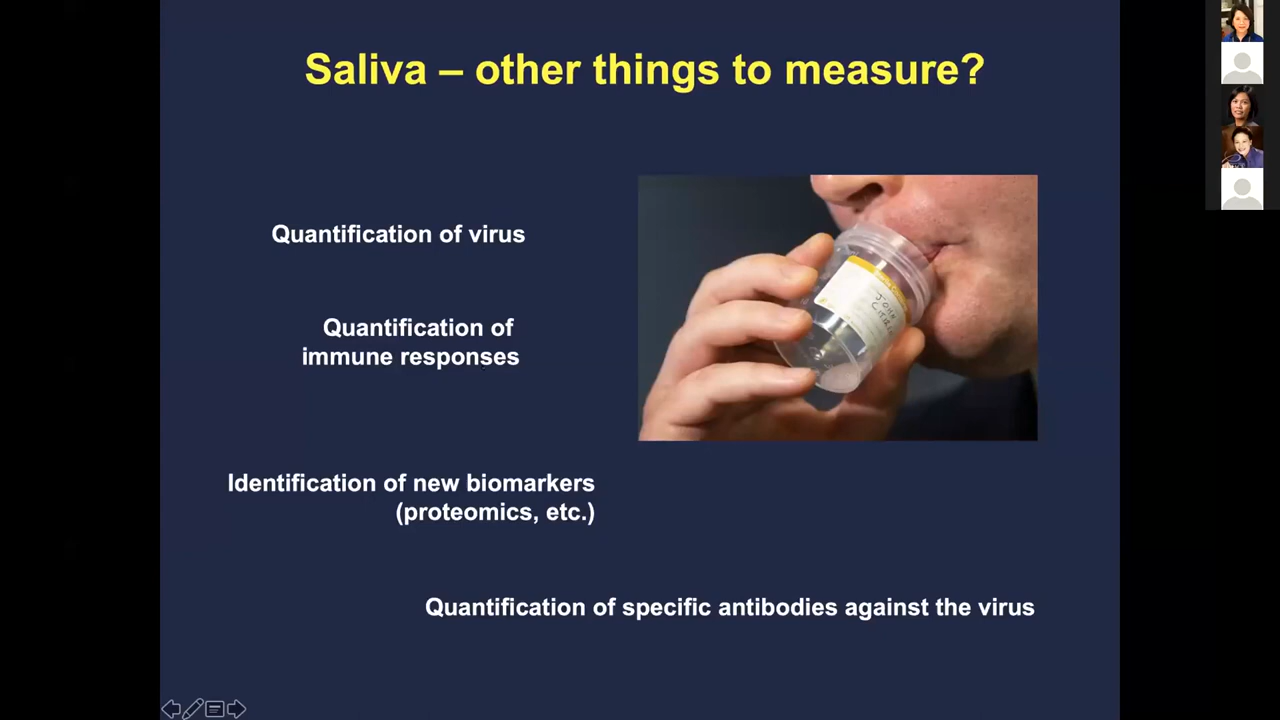 Saliva – other things to measure?
Quantification of virus
Quantification of
immune responses
JOHN
Identification of new biomarkers
(proteomics, etc.)
Quantification of specific antibodies against the virus